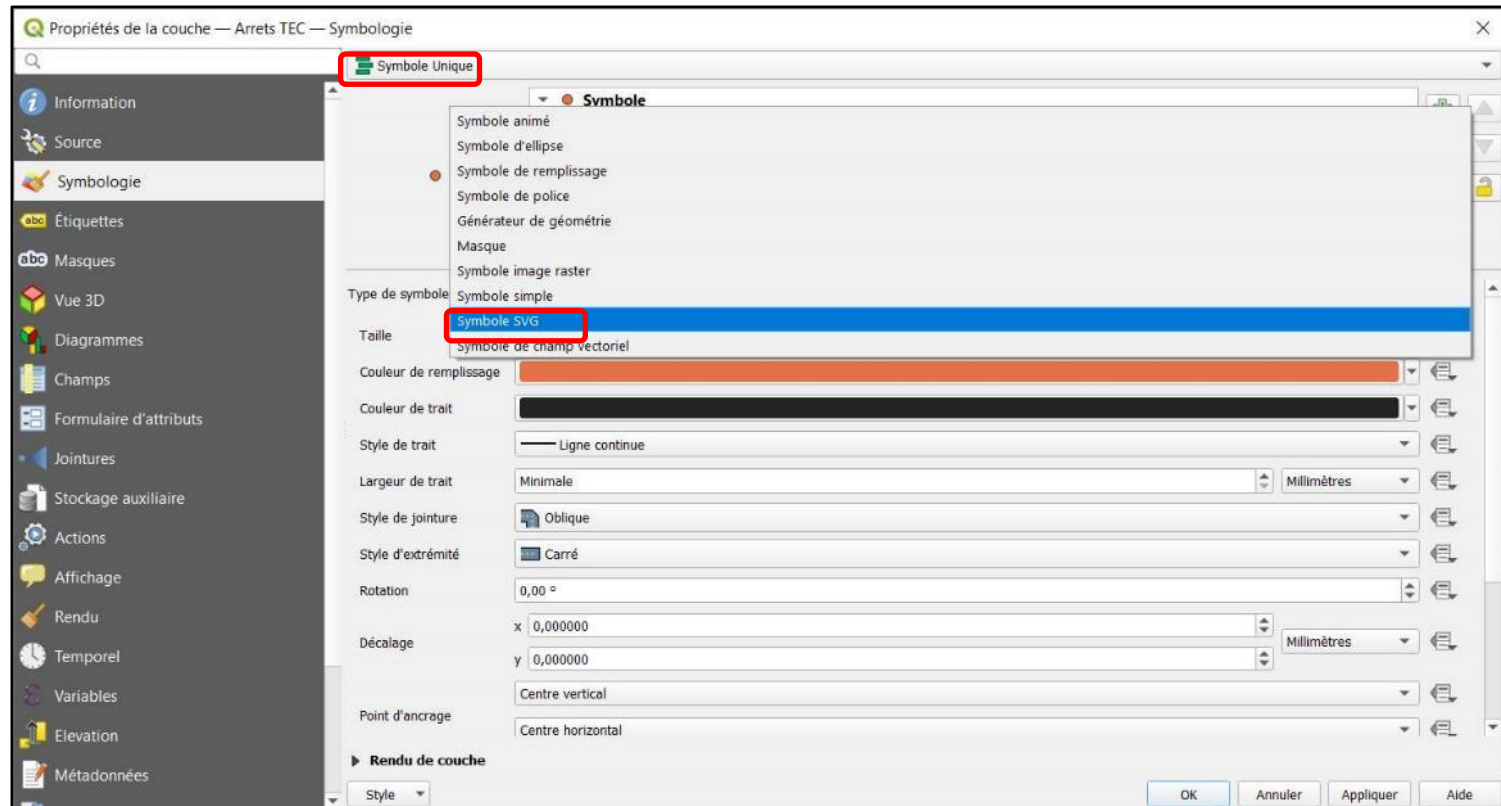 Propriétés de la couche — Arrets TEC — Symbologie
Symbole Unique
Information
Source
Symbologie
Étiquettes
Masques
Vue 3D
Diagrammes
Champs
Formulaire d'attributs
Jointures
Stockage auxiliaire
Actions
Affichage
Rendu
Temporel
Variables
Elevation
Métadonnées
Symbole
Symbole animé
Symbole d'ellipse
Symbole de remplissage
Symbole de police
Générateur de géométrie
Masque
Symbole image raster
Type de symbole Symbole simple
Symbole SVG
Symbole de champ vectoriel
Taille
Couleur de remplissage
Couleur de trait
Style de trait Ligne continue
Largeur de trait Minimale Millimètres
Style de jointure Oblique
Style d'extrémité Carré
Rotation 0,00 °
Décalage x 0,000000 Millimètres
y 0,000000
Point d'ancrage Centre vertical
Centre horizontal
Rendu de couche
Style OK Annuler Appliquer Aide